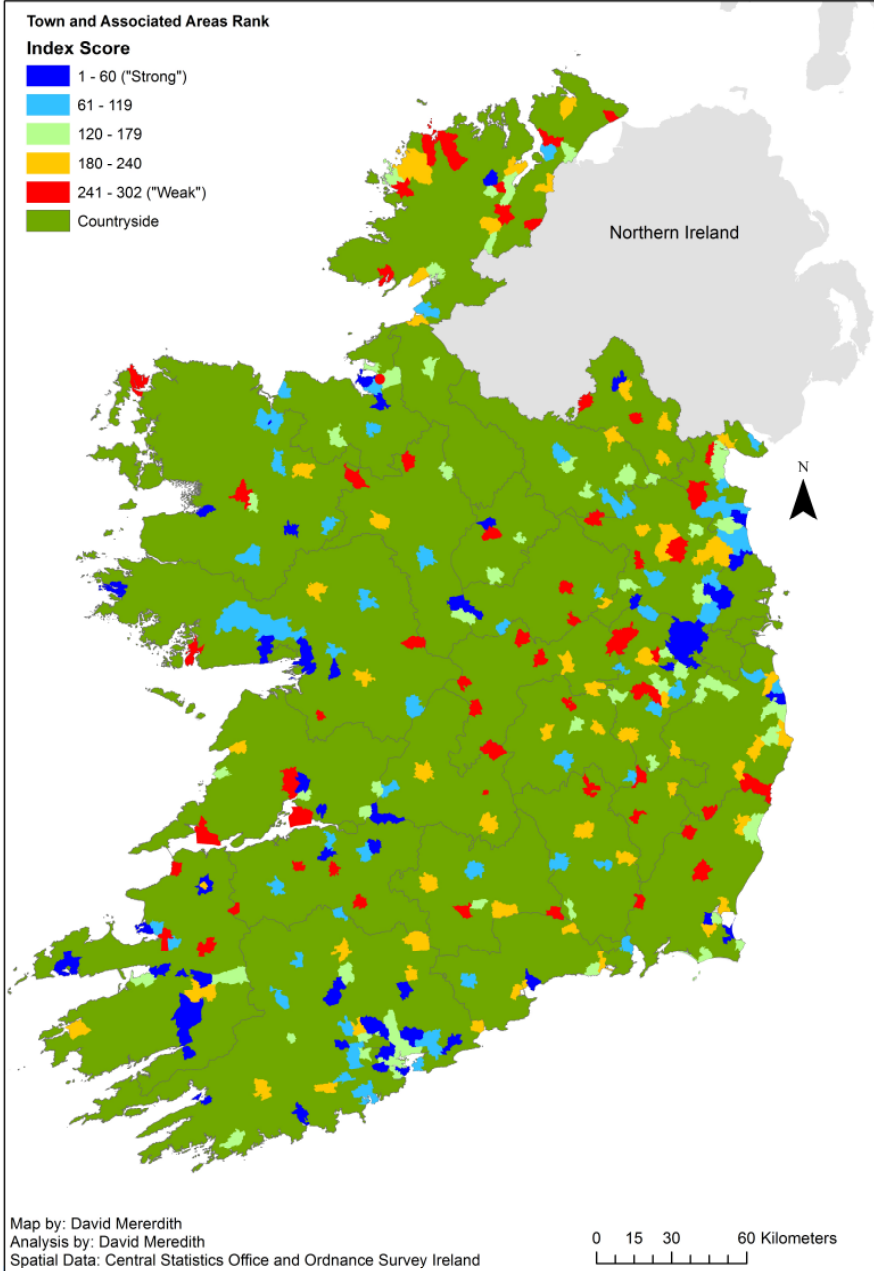 Town and Associated Areas Rank
Index Score
1 - 60 ("Strong")
61 - 119
120 - 179
180 - 240
241 - 302 ("Weak")
Countryside
Northern Ireland
N
Map by: David Mererdith
Analysis by: David Meredith
Spatial Data: Central Statistics Office and Ordnance Survey Ireland
0 15 30 60 Kilometers